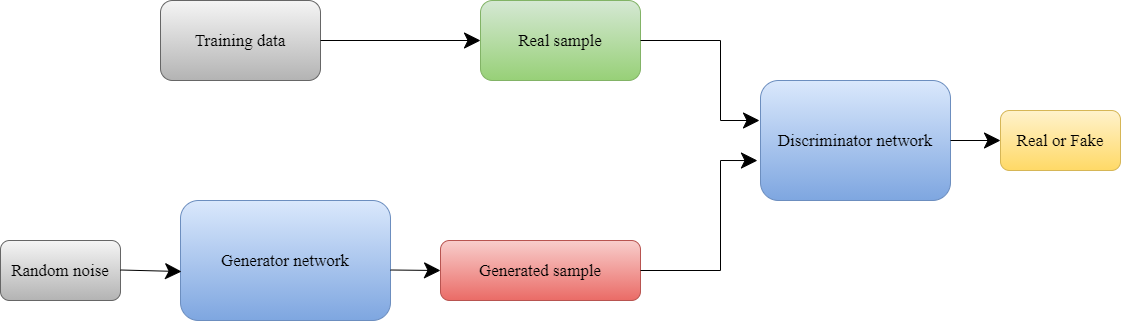 Training data
Real sample
Discriminator network
Real or Fake
Random noise
Generator network
Generated sample